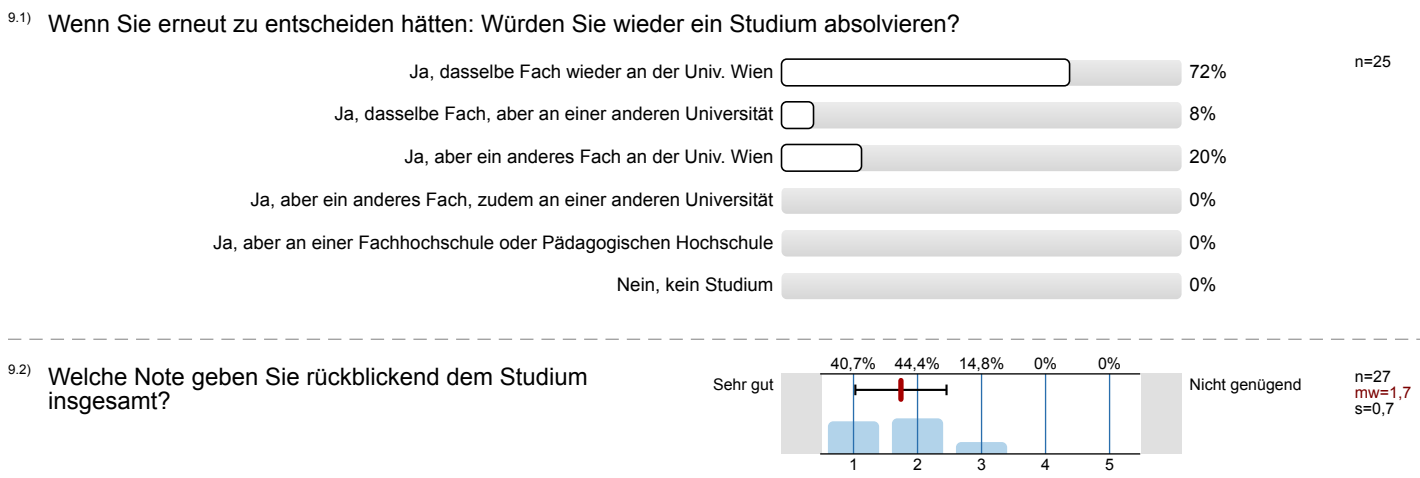 9.1) Wenn Sie erneut zu entscheiden hätten: Würden Sie wieder ein Studium absolvieren?
Ja, dasselbe Fach wieder an der Univ. Wien 72% n=25
Ja, dasselbe Fach, aber an einer anderen Universität 8%
Ja, aber ein anderes Fach an der Univ. Wien 20%
Ja, aber ein anderes Fach, zudem an einer anderen Universität 0%
Ja, aber an einer Fachhochschule oder Pädagogischen Hochschule 0%
Nein, kein Studium 0%
9.2) Welche Note geben Sie rückblickend dem Studium
insgesamt?
40,7% 44,4% 14,8% 0% 0%
Sehr gut Nicht genügend
n=27
mw=1,7
s=0,7
1 2 3 4 5